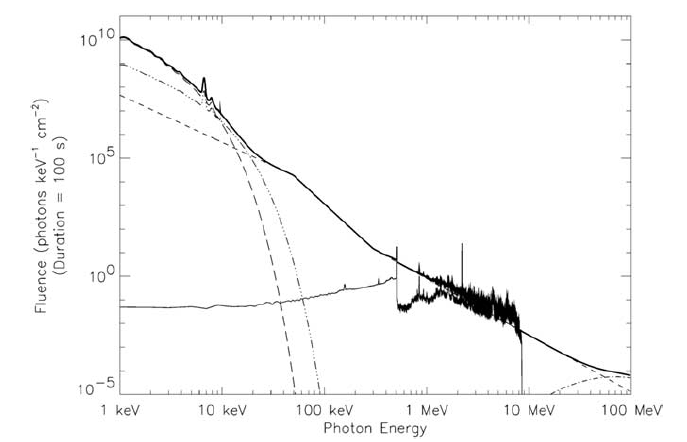 10^10
10^5
10^0
10^-5
Fluence (photons keV^-1 cm^-2)
(Duration = 100 s)
1 keV 10 keV 100 keV 1 MeV 10 MeV 100 MeV
Photon Energy